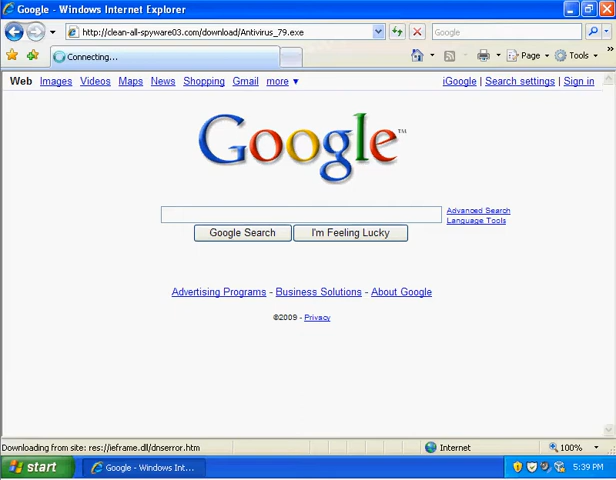 Google - Windows Internet Explorer
http://clean-all-spyware03.com/download/Antivirus_79.exe
Google
Connecting...
Page
Tools
Web Images Videos Maps News Shopping Gmail more ▼
iGoogle | Search settings | Sign in
Google™
Advanced Search
Language Tools
Google Search I'm Feeling Lucky
Advertising Programs - Business Solutions - About Google
©2009 - Privacy
Downloading from site: res://ieframe.dll/dnserror.htm
Internet
100%
start
Google - Windows Int...
5:39 PM